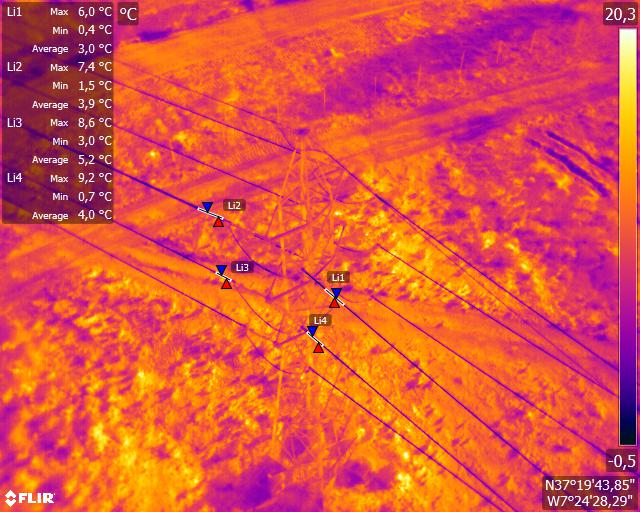 Li1 Max 6,0 °C
Min 0,4 °C
Average 3,0 °C
Li2 Max 7,4 °C
Min 1,5 °C
Average 3,9 °C
Li3 Max 8,6 °C
Min 3,0 °C
Average 5,2 °C
Li4 Max 9,2 °C
Min 0,7 °C
Average 4,0 °C
°C
20,3
Li2
Li3
Li1
Li4
-0,5
N37°19'43,85"
W7°24'28,29"
FLIR